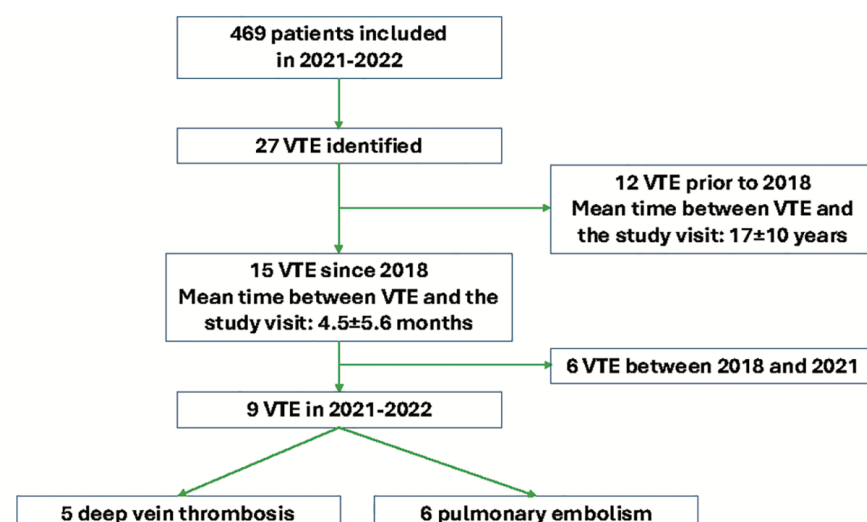 469 patients included
in 2021-2022
27 VTE identified
12 VTE prior to 2018
Mean time between VTE and
the study visit: 17±10 years
15 VTE since 2018
Mean time between VTE and the
study visit: 4.5±5.6 months
6 VTE between 2018 and 2021
9 VTE in 2021-2022
5 deep vein thrombosis
6 pulmonary embolism